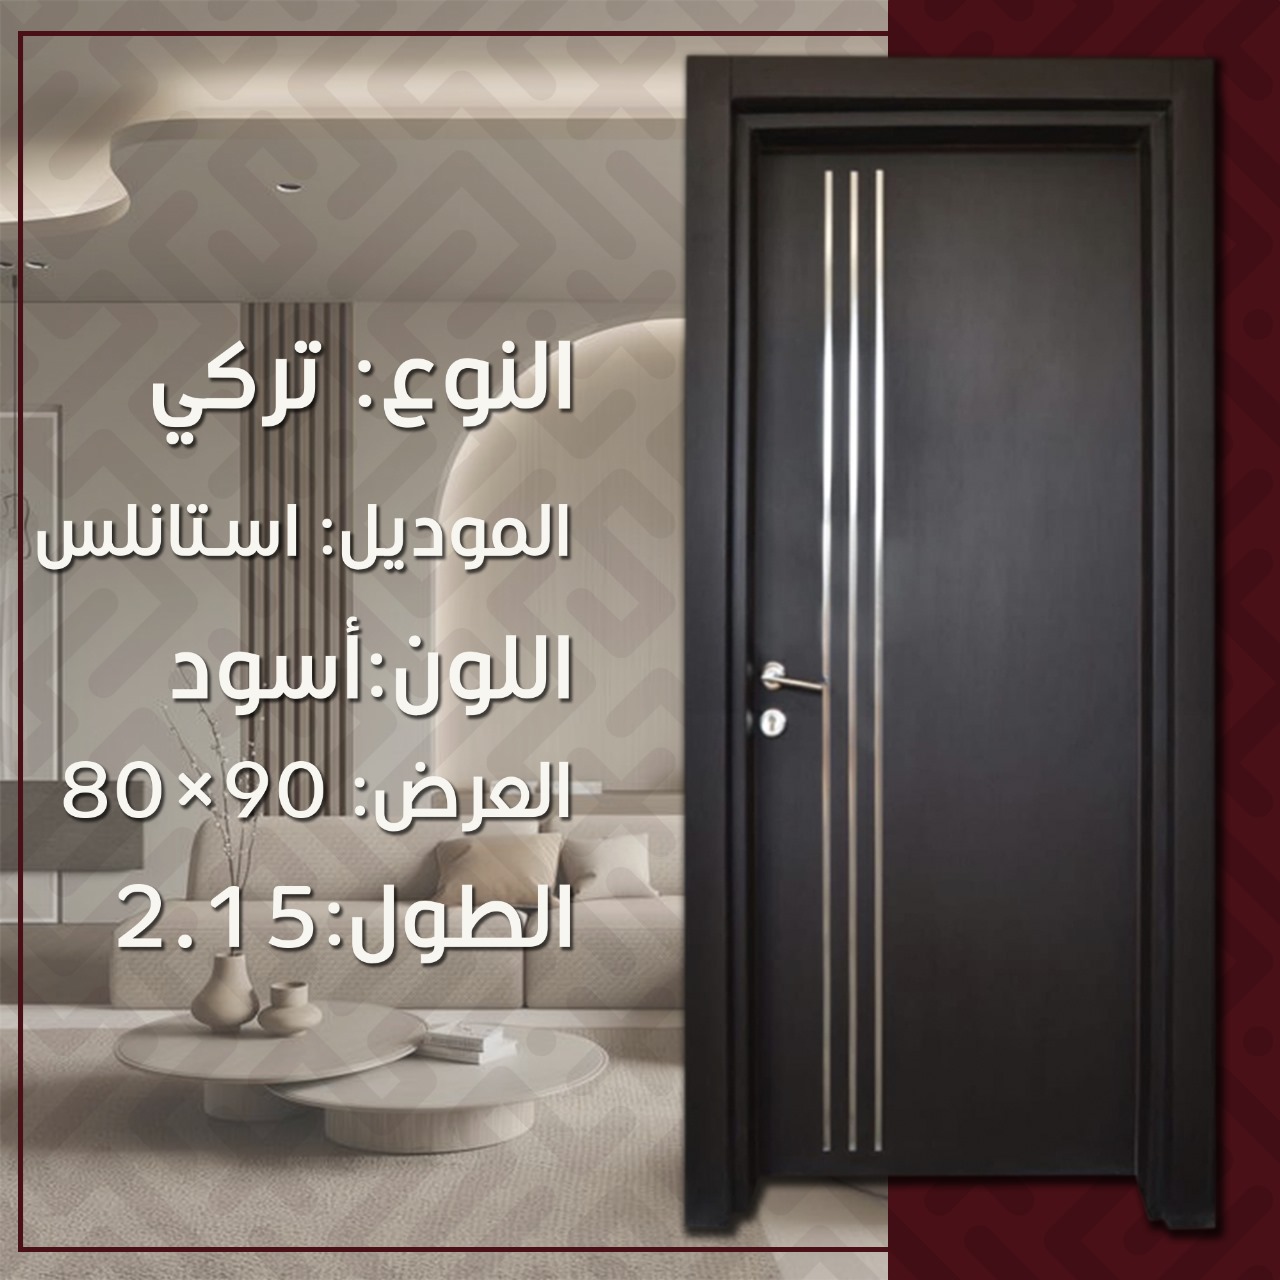 النوع: تركي
الموديل: استانلس
اللون:أسود
العرض: 90×80
الطول:2.15